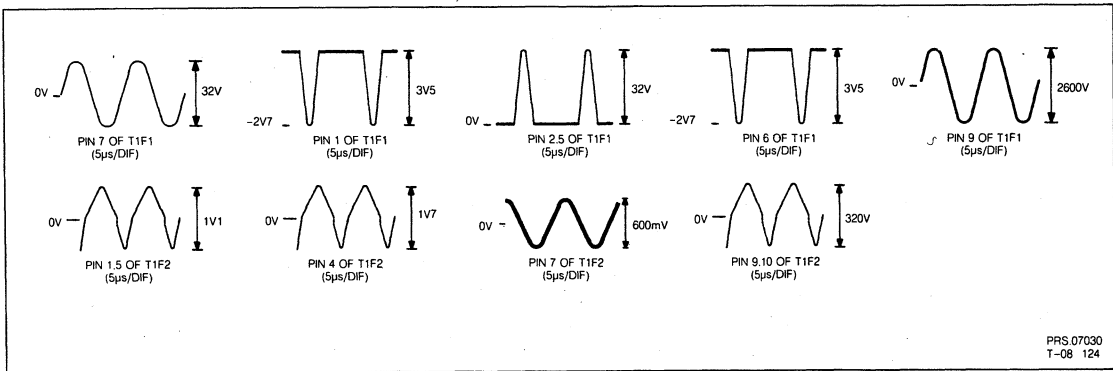 0V
32V
PIN 7 OF T1F1
(5µs/DIF)
3V5
-2V7
PIN 1 OF T1F1
(5µs/DIF)
32V
0V
PIN 2.5 OF T1F1
(5µs/DIF)
3V5
-2V7
PIN 6 OF T1F1
(5µs/DIF)
0V
2600V
PIN 9 OF T1F1
(5µs/DIF)
0V
1V1
PIN 1.5 OF T1F2
(5µs/DIF)
0V
1V7
PIN 4 OF T1F2
(5µs/DIF)
0V
600mV
PIN 7 OF T1F2
(5µs/DIF)
0V
320V
PIN 9.10 OF T1F2
(5µs/DIF)
PRS.07030
T-08 124